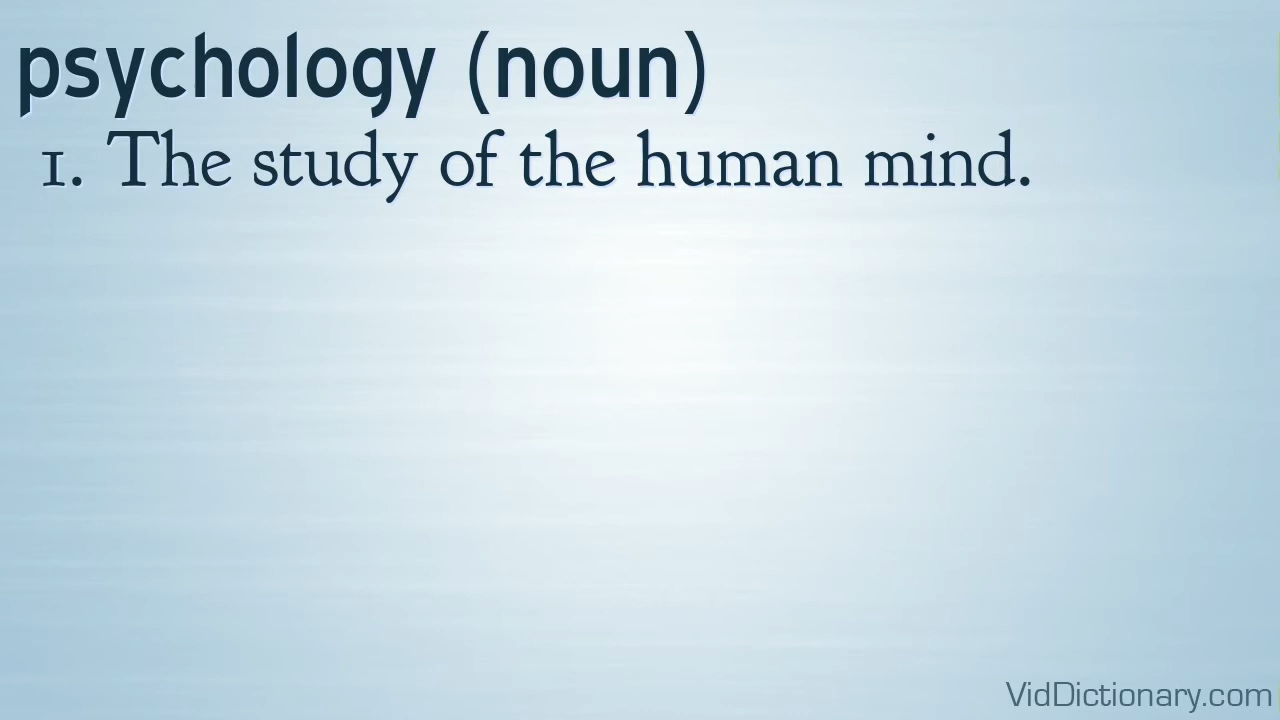 psychology (noun)
1. The study of the human mind.
VidDictionary.com